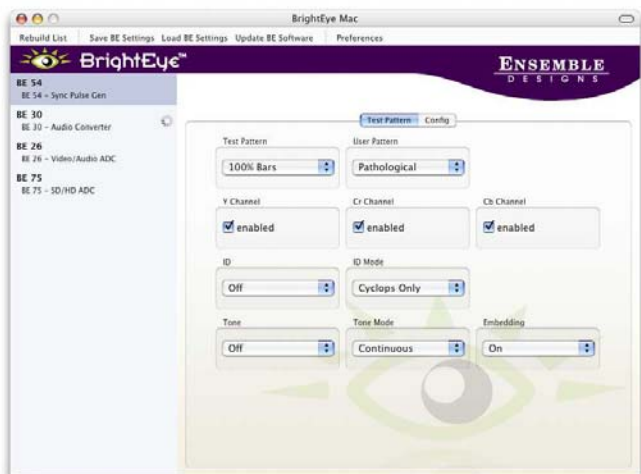 BrightEye Mac
Rebuild List Save BE Settings Load BE Settings Update BE Software Preferences
BrightEye™
ENSEMBLE
DESIGNS
BE 54
BE 54 – Sync Pulse Gen
BE 30
BE 30 – Audio Converter
BE 26
BE 26 – Video/Audio ADC
BE 75
BE 75 – SD/HD ADC
Test Pattern Config
Test Pattern User Pattern
100% Bars Pathological
Y Channel Cr Channel Cb Channel
enabled enabled enabled
ID ID Mode
Off Cyclops Only
Tone Tone Mode Embedding
Off Continuous On